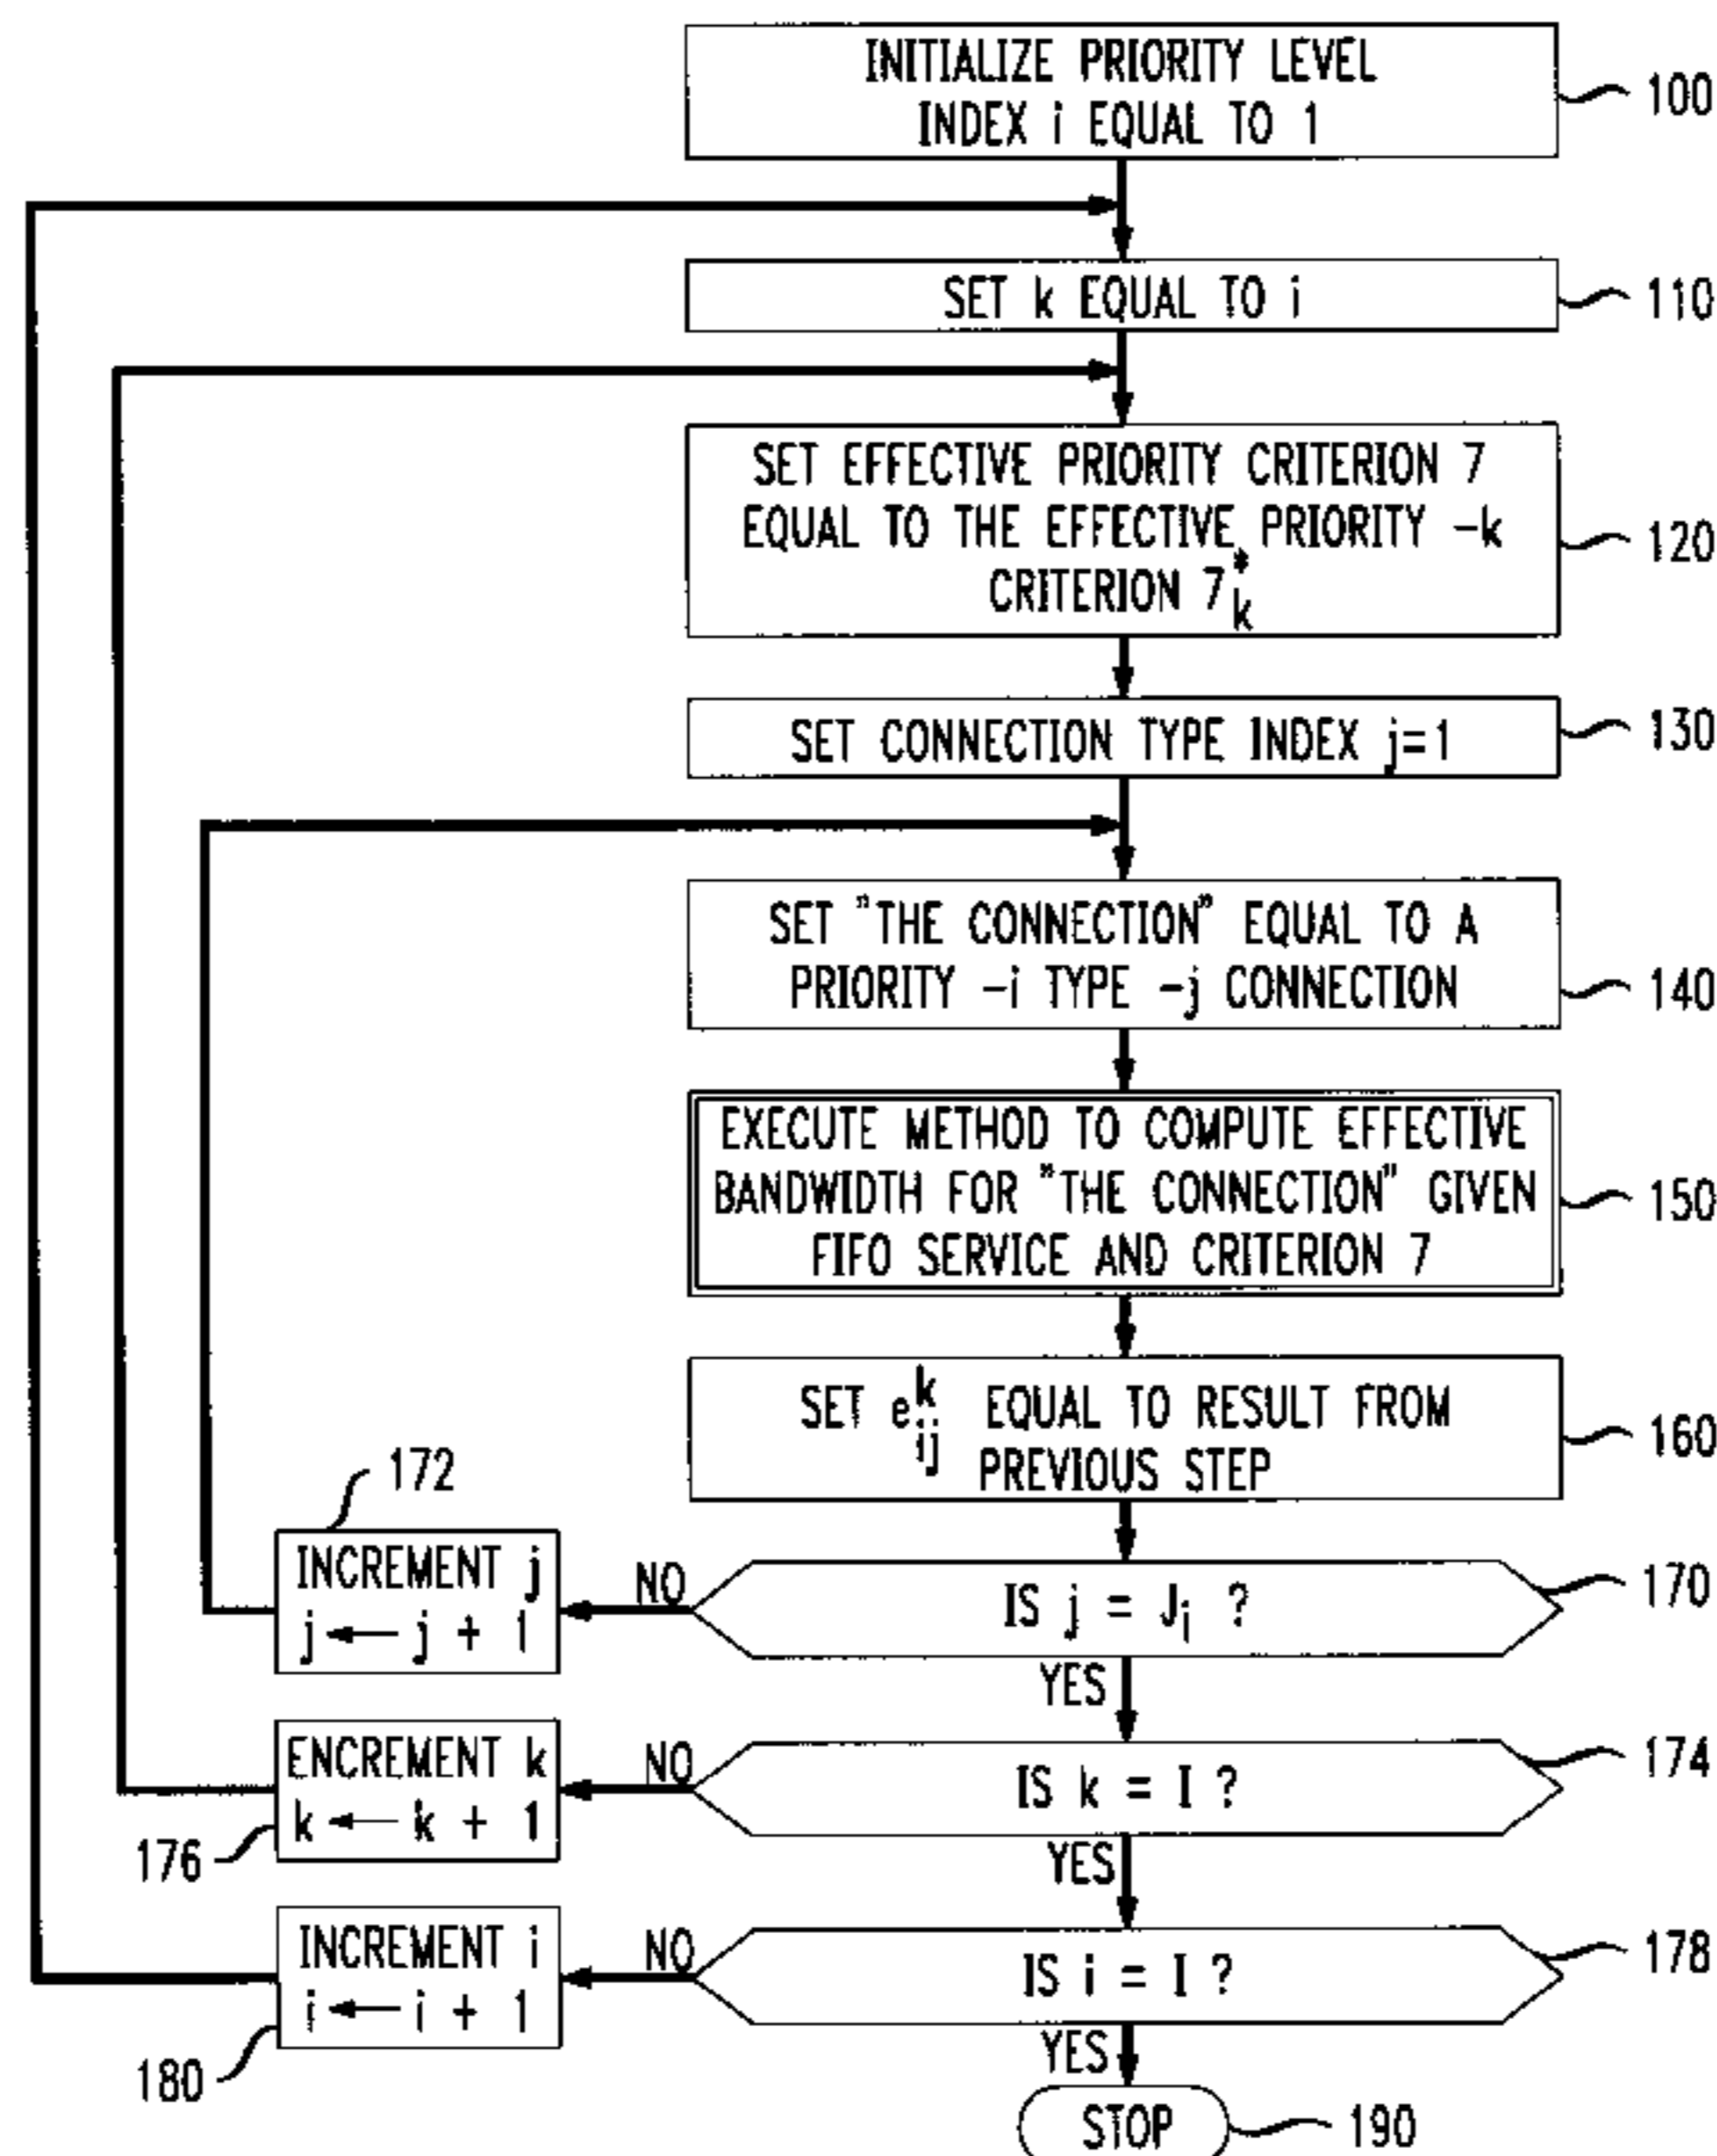 INITIALIZE PRIORITY LEVEL
INDEX i EQUAL TO 1
100
SET k EQUAL TO i
110
SET EFFECTIVE PRIORITY CRITERION 7
EQUAL TO THE EFFECTIVE PRIORITY -k
CRITERION 7*k
120
SET CONNECTION TYPE INDEX j=1
130
SET "THE CONNECTION" EQUAL TO A
PRIORITY -i TYPE -j CONNECTION
140
EXECUTE METHOD TO COMPUTE EFFECTIVE
BANDWIDTH FOR "THE CONNECTION" GIVEN
FIFO SERVICE AND CRITERION 7
150
SET e^k_ij EQUAL TO RESULT FROM
PREVIOUS STEP
160
172
INCREMENT j
j ← j + 1
NO
IS j = Ji ?
170
YES
ENCREMENT k
k ← k + 1
176
NO
IS k = I ?
174
YES
INCREMENT i
i ← i + 1
180
NO
IS i = I ?
178
YES
STOP
190